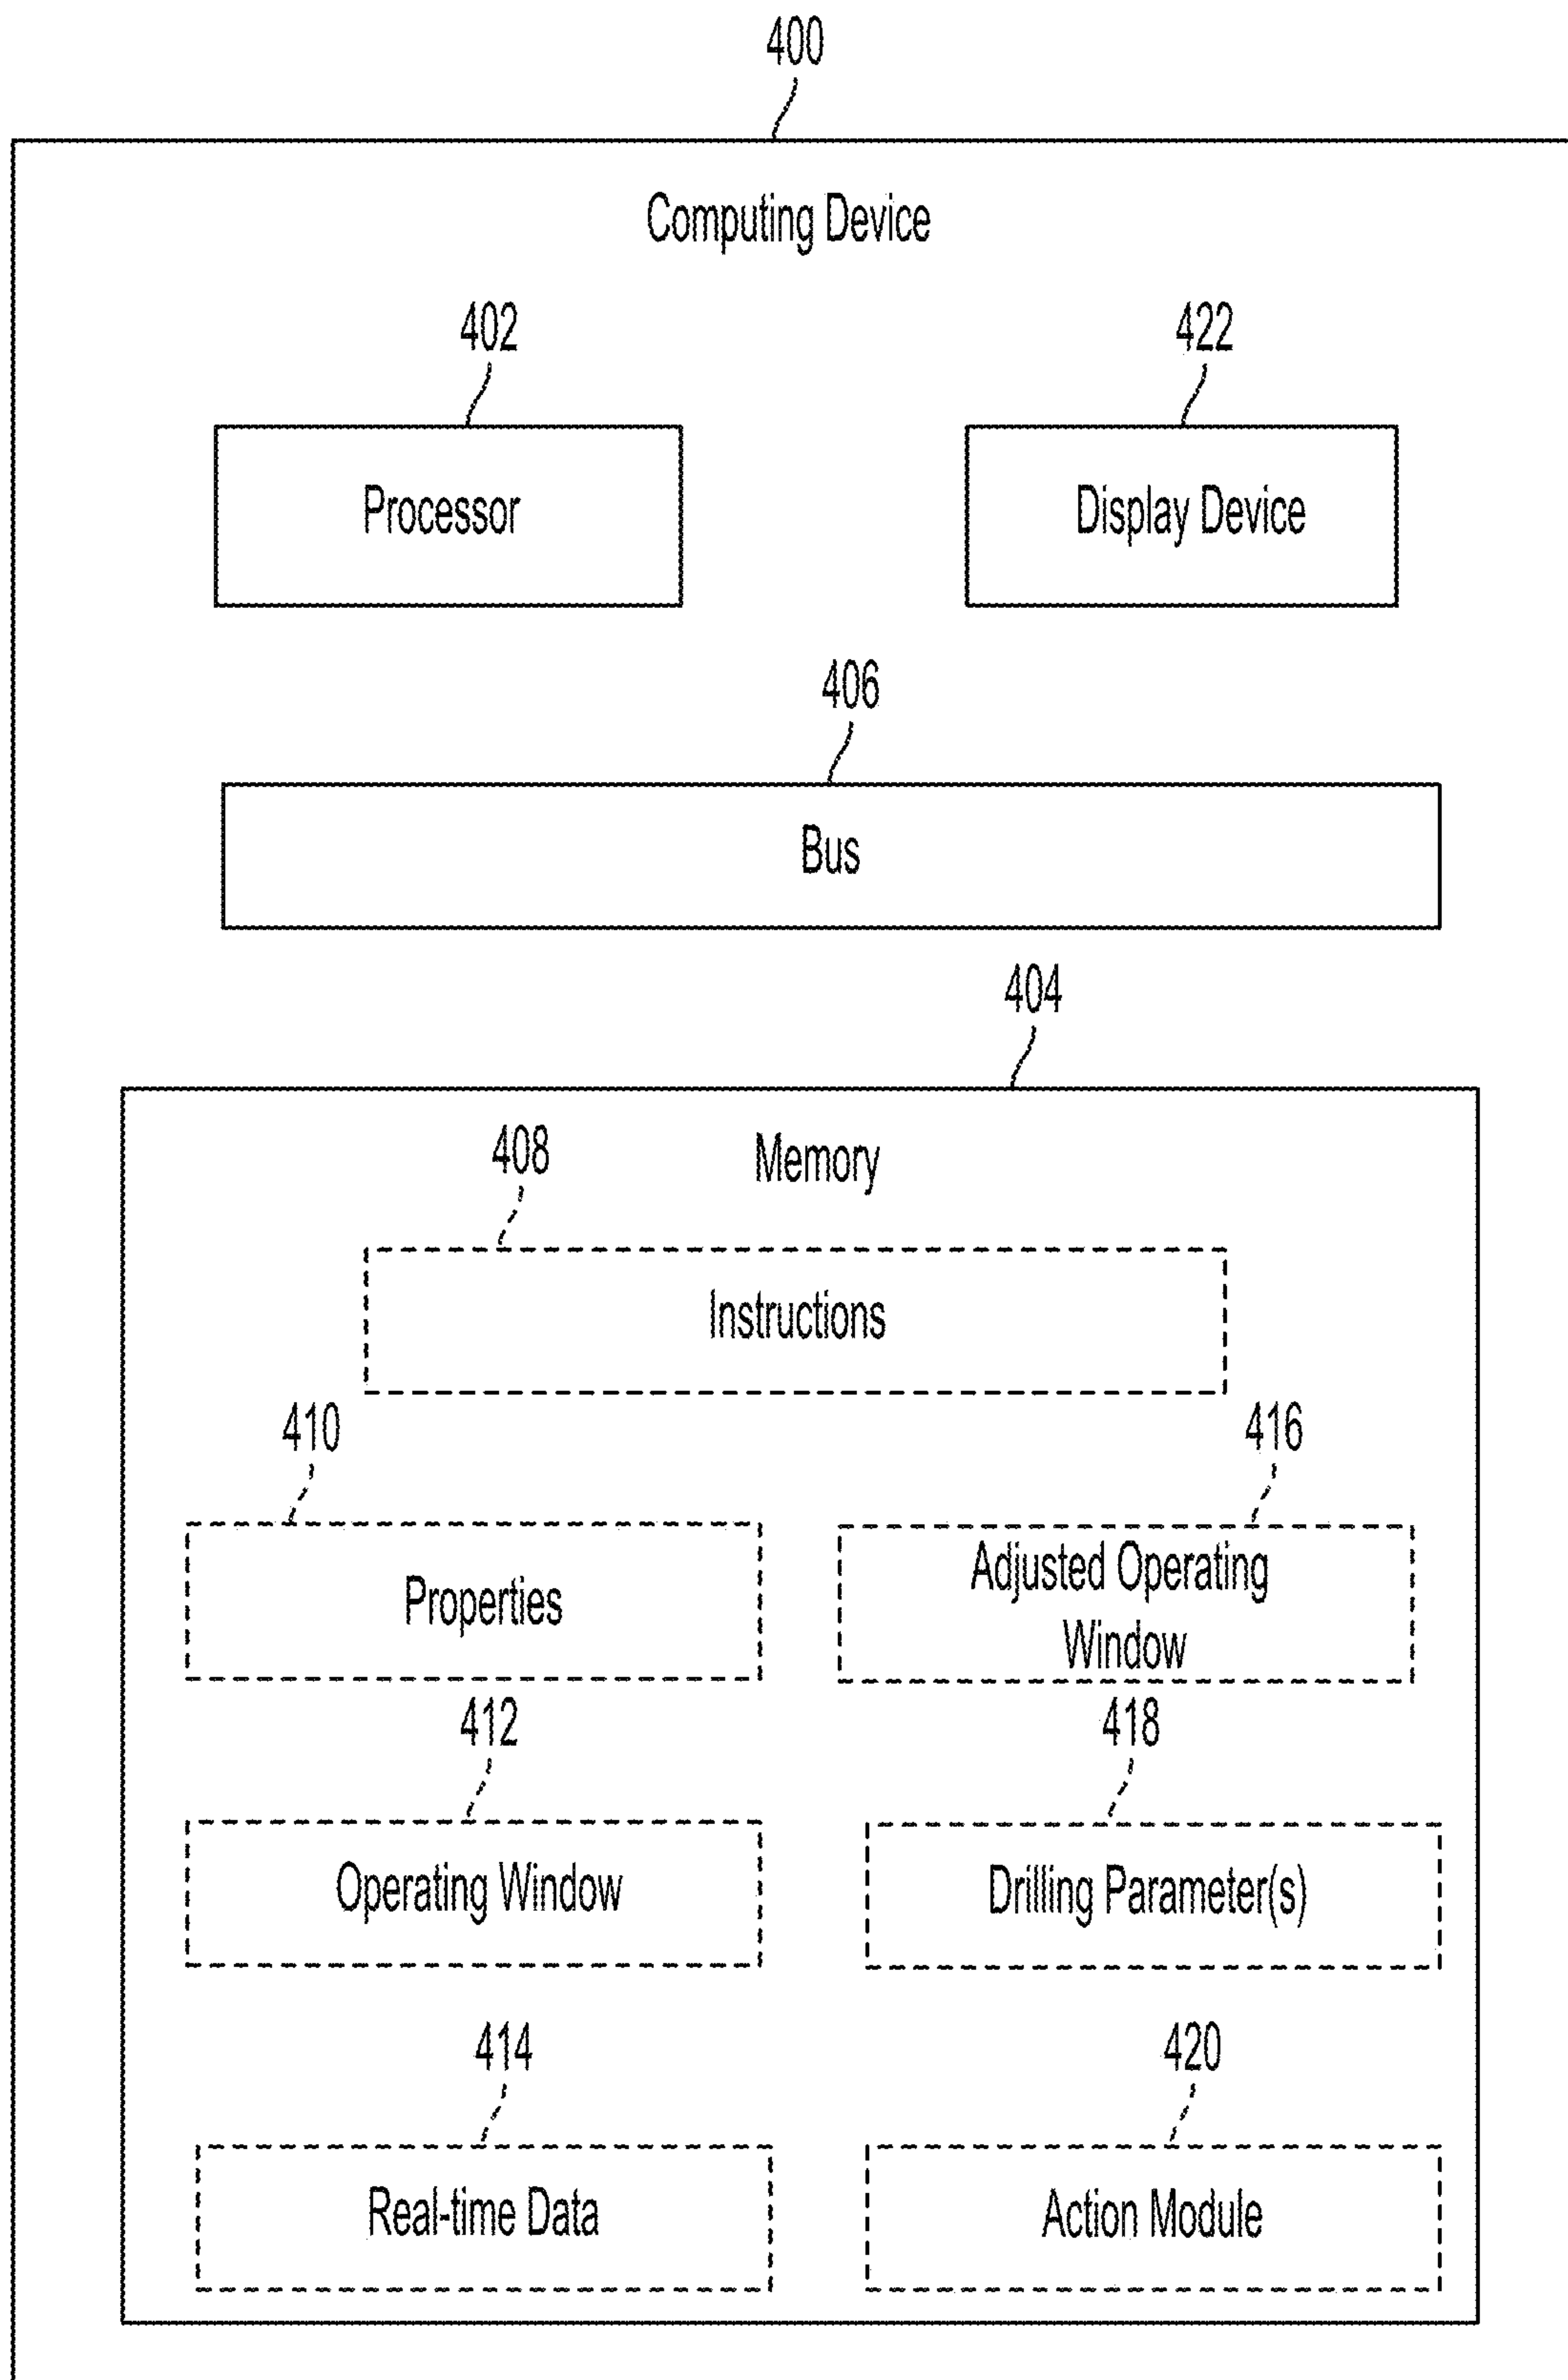 400
Computing Device
402
422
Processor
Display Device
406
Bus
404
408
Memory
Instructions
410
416
Properties
Adjusted Operating
Window
412
418
Operating Window
Drilling Parameter(s)
414
420
Real-time Data
Action Module